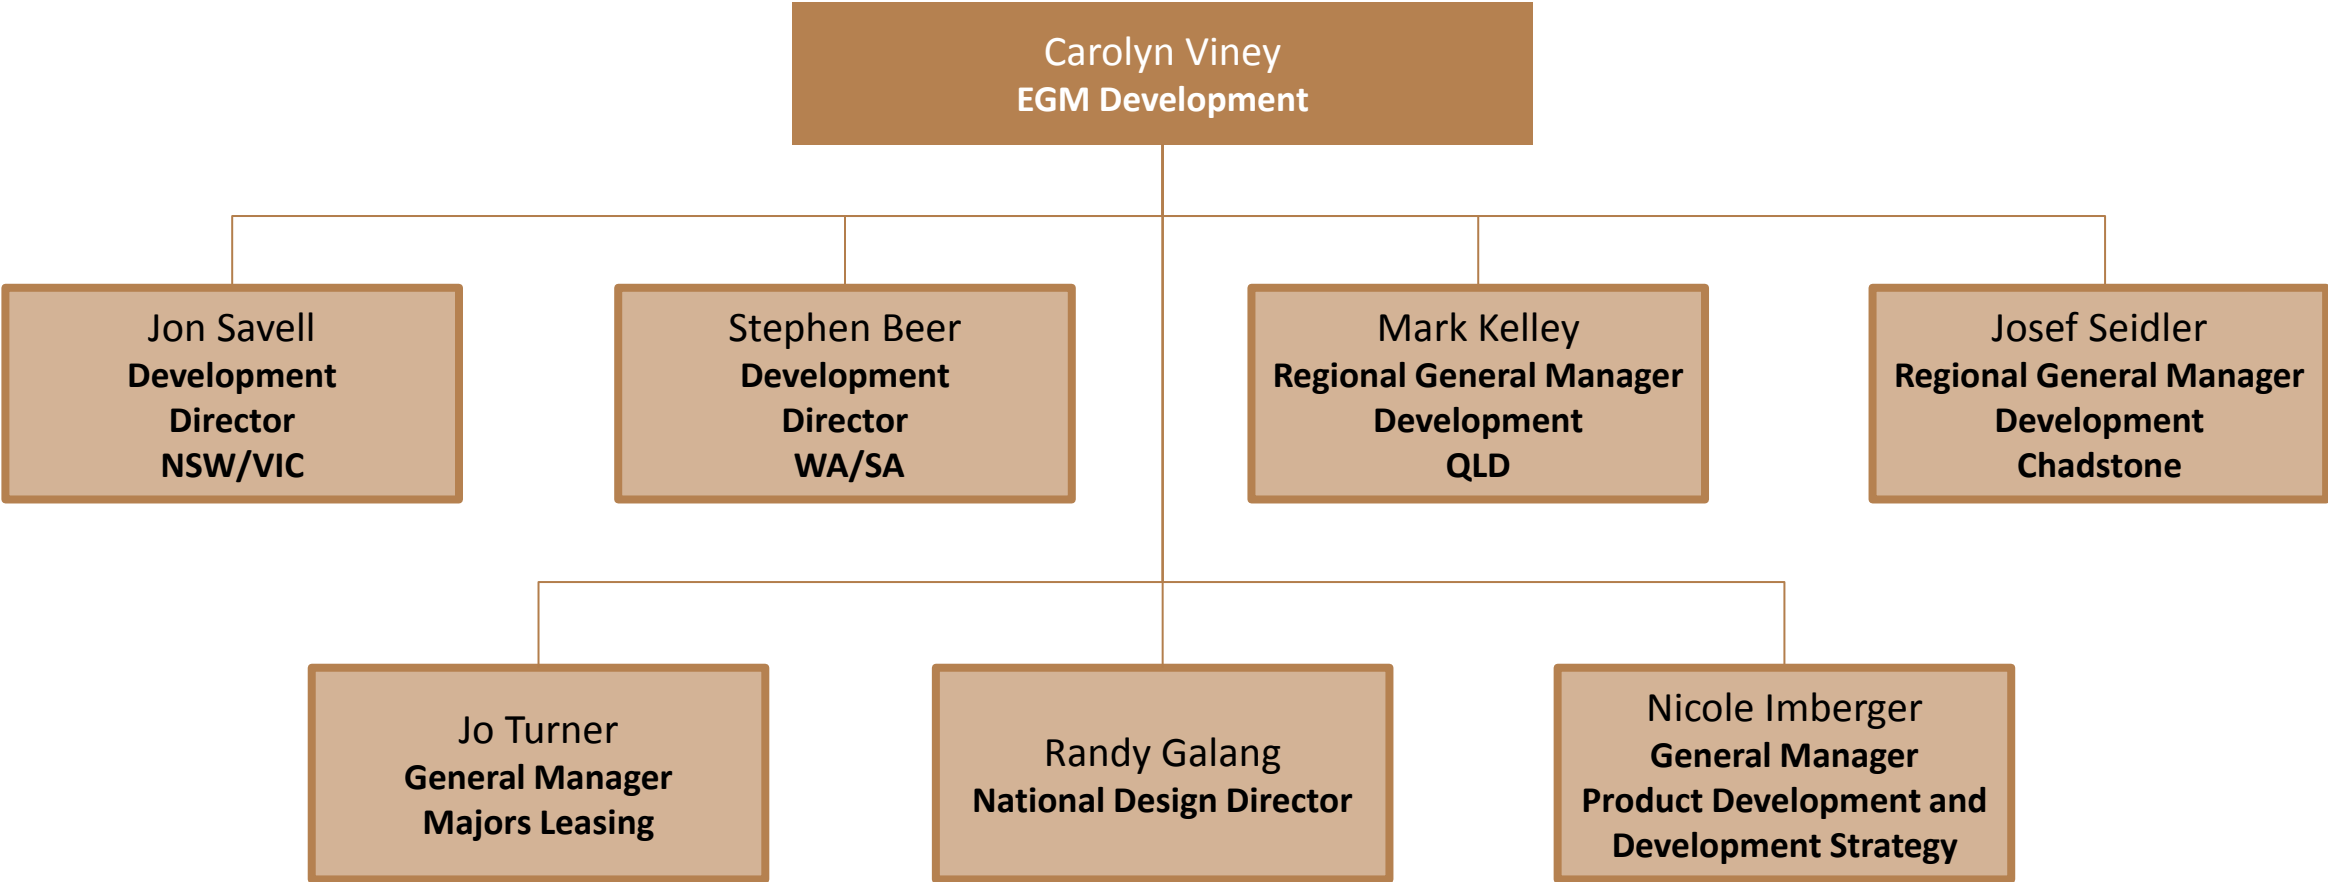 Carolyn Viney
EGM Development
Jon Savell
Development
Director
NSW/VIC
Stephen Beer
Development
Director
WA/SA
Mark Kelley
Regional General Manager
Development
QLD
Josef Seidler
Regional General Manager
Development
Chadstone
Jo Turner
General Manager
Majors Leasing
Randy Galang
National Design Director
Nicole Imberger
General Manager
Product Development and
Development Strategy